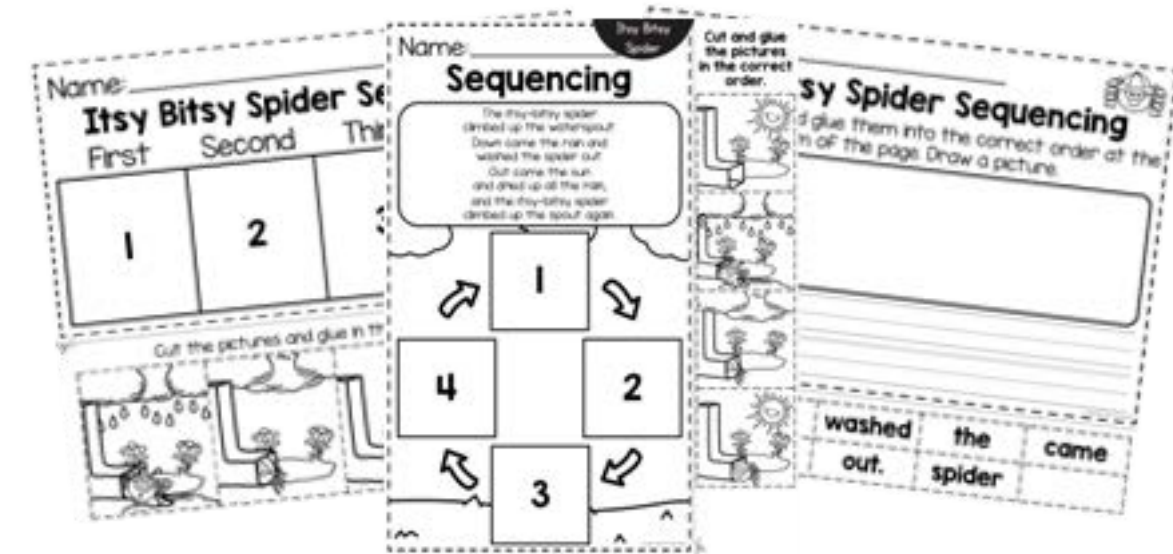 Name:
Itsy Bitsy Spider Se
First Second Thi
1 2
Cut the pictures and glue in th
Itsy Bitsy
Spider
Name:
Sequencing
The itsy-bitsy spider
climbed up the waterspout.
Down came the rain and
washed the spider out.
Out came the sun
and dried up all the rain,
and the itsy-bitsy spider
climbed up the spout again.
1
4 2
3
Cut and glue
the pictures
in the correct
order.
sy Spider Sequencing
d glue them into the correct order at the
m of the page. Draw a picture.
washed the came
out. spider